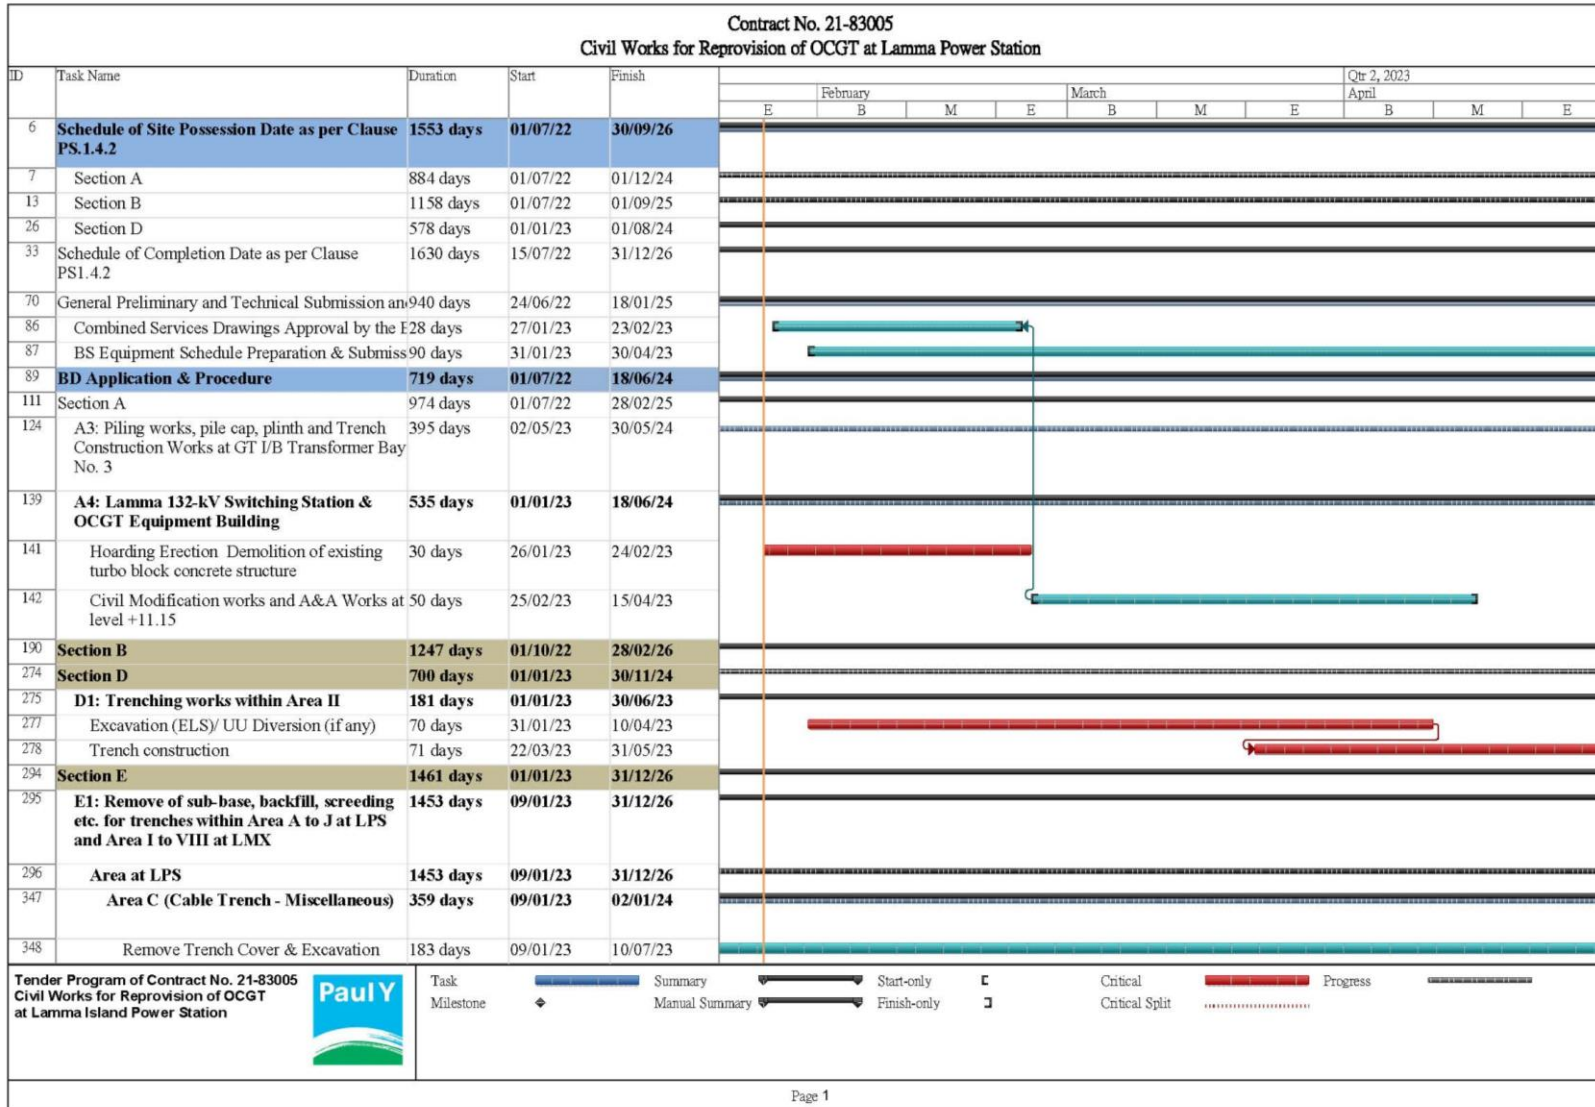 Contract No. 21-83005
Civil Works for Reprovision of OCGT at Lamma Power Station
ID Task Name Duration Start Finish
Qtr 2, 2023
February March April
E B M E B M E B M E
6 Schedule of Site Possession Date as per Clause 1553 days 01/07/22 30/09/26
PS.1.4.2
7 Section A 884 days 01/07/22 01/12/24
13 Section B 1158 days 01/07/22 01/09/25
26 Section D 578 days 01/01/23 01/08/24
33 Schedule of Completion Date as per Clause 1630 days 15/07/22 31/12/26
PS1.4.2
70 General Preliminary and Technical Submission an 940 days 24/06/22 18/01/25
86 Combined Services Drawings Approval by the E 28 days 27/01/23 23/02/23
87 BS Equipment Schedule Preparation & Submiss 90 days 31/01/23 30/04/23
89 BD Application & Procedure 719 days 01/07/22 18/06/24
111 Section A 974 days 01/07/22 28/02/25
124 A3: Piling works, pile cap, plinth and Trench 395 days 02/05/23 30/05/24
Construction Works at GT I/B Transformer Bay
No. 3
139 A4: Lamma 132-kV Switching Station & 535 days 01/01/23 18/06/24
OCGT Equipment Building
141 Hoarding Erection Demolition of existing 30 days 26/01/23 24/02/23
turbo block concrete structure
142 Civil Modification works and A&A Works at 50 days 25/02/23 15/04/23
level +11.15
190 Section B 1247 days 01/10/22 28/02/26
274 Section D 700 days 01/01/23 30/11/24
275 D1: Trenching works within Area II 181 days 01/01/23 30/06/23
277 Excavation (ELS)/ UU Diversion (if any) 70 days 31/01/23 10/04/23
278 Trench construction 71 days 22/03/23 31/05/23
294 Section E 1461 days 01/01/23 31/12/26
295 E1: Remove of sub-base, backfill, screeding 1453 days 09/01/23 31/12/26
etc. for trenches within Area A to J at LPS
and Area I to VIII at LMX
296 Area at LPS 1453 days 09/01/23 31/12/26
347 Area C (Cable Trench - Miscellaneous) 359 days 09/01/23 02/01/24
348 Remove Trench Cover & Excavation 183 days 09/01/23 10/07/23
Tender Program of Contract No. 21-83005
Civil Works for Reprovision of OCGT
at Lamma Island Power Station
Paul Y
Task Summary Start-only Critical Progress
Milestone Manual Summary Finish-only Critical Split
Page 1